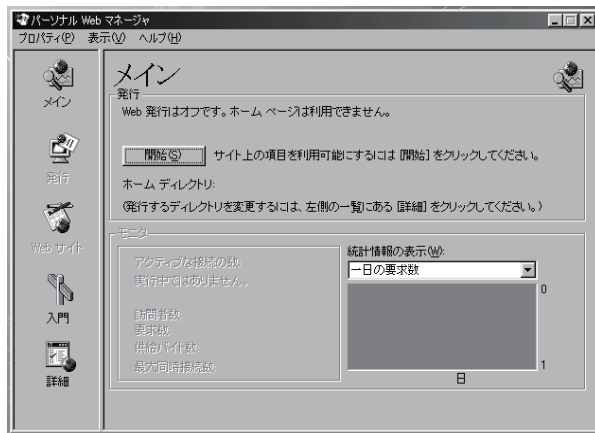 パーソナル Web マネージャ
プロパティ(P) 表示(V) ヘルプ(H)
メイン
発行
Web サイト
入門
詳細
メイン
発行
Web 発行はオフです。ホーム ページは利用できません。
開始(S) サイト上の項目を利用可能にするには [開始] をクリックしてください。
ホーム ディレクトリ:
(発行するディレクトリを変更するには、左側の一覧にある [詳細] をクリックしてください。)
モニタ
アクティブな接続の数:
実行中ではありません。
訪問者数:
要求数:
供給バイト数:
最大同時接続数:
統計情報の表示(W):
一日の要求数
0
1
日